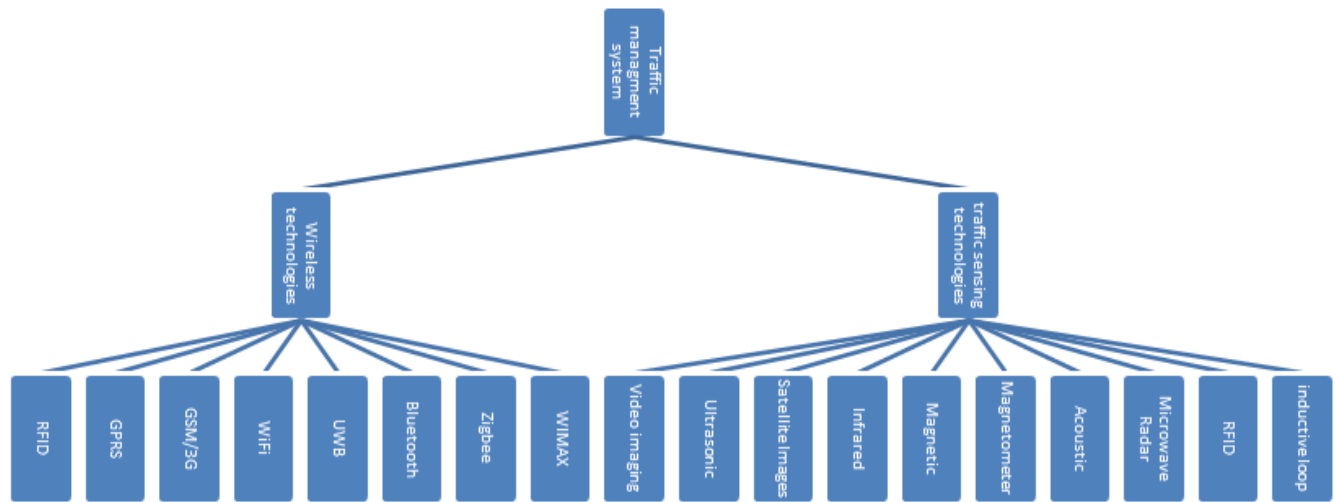 Traffic
managment
system
Wireless
technologies
traffic sensing
technologies
RFID
GPRS
GSM/3G
WiFi
UWB
Bluetooth
Zigbee
WIMAX
Video imaging
Ultrasonic
Satellite Images
Infrared
Magnetic
Magnetometer
Acoustic
Microwave
Radar
RFID
inductive loop